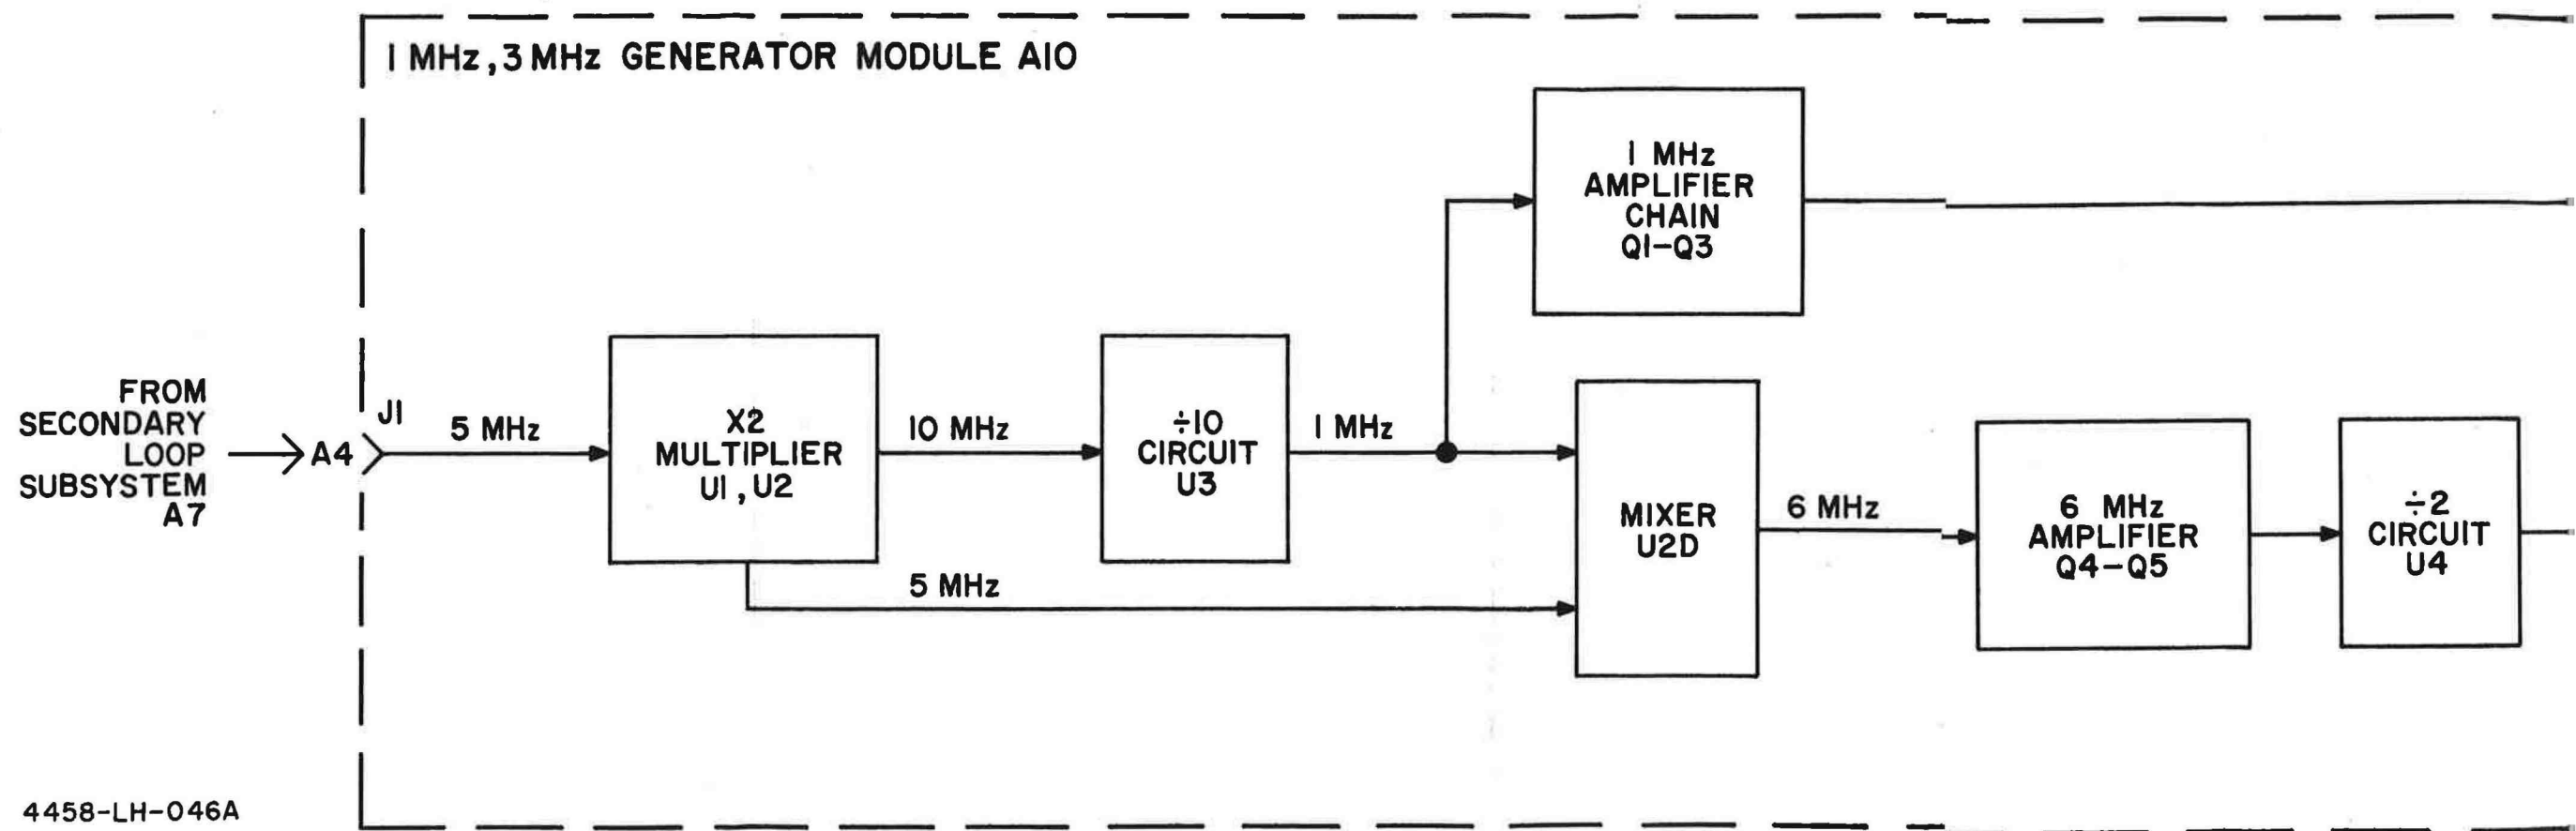 1 MHz, 3 MHz GENERATOR MODULE A10
1 MHz
AMPLIFIER
CHAIN
Q1-Q3
FROM
SECONDARY
LOOP
SUBSYSTEM
A7
A4
J1
5 MHz
X2
MULTIPLIER
U1, U2
10 MHz
÷10
CIRCUIT
U3
1 MHz
5 MHz
MIXER
U2D
6 MHz
6 MHz
AMPLIFIER
Q4-Q5
÷2
CIRCUIT
U4
4458-LH-046A